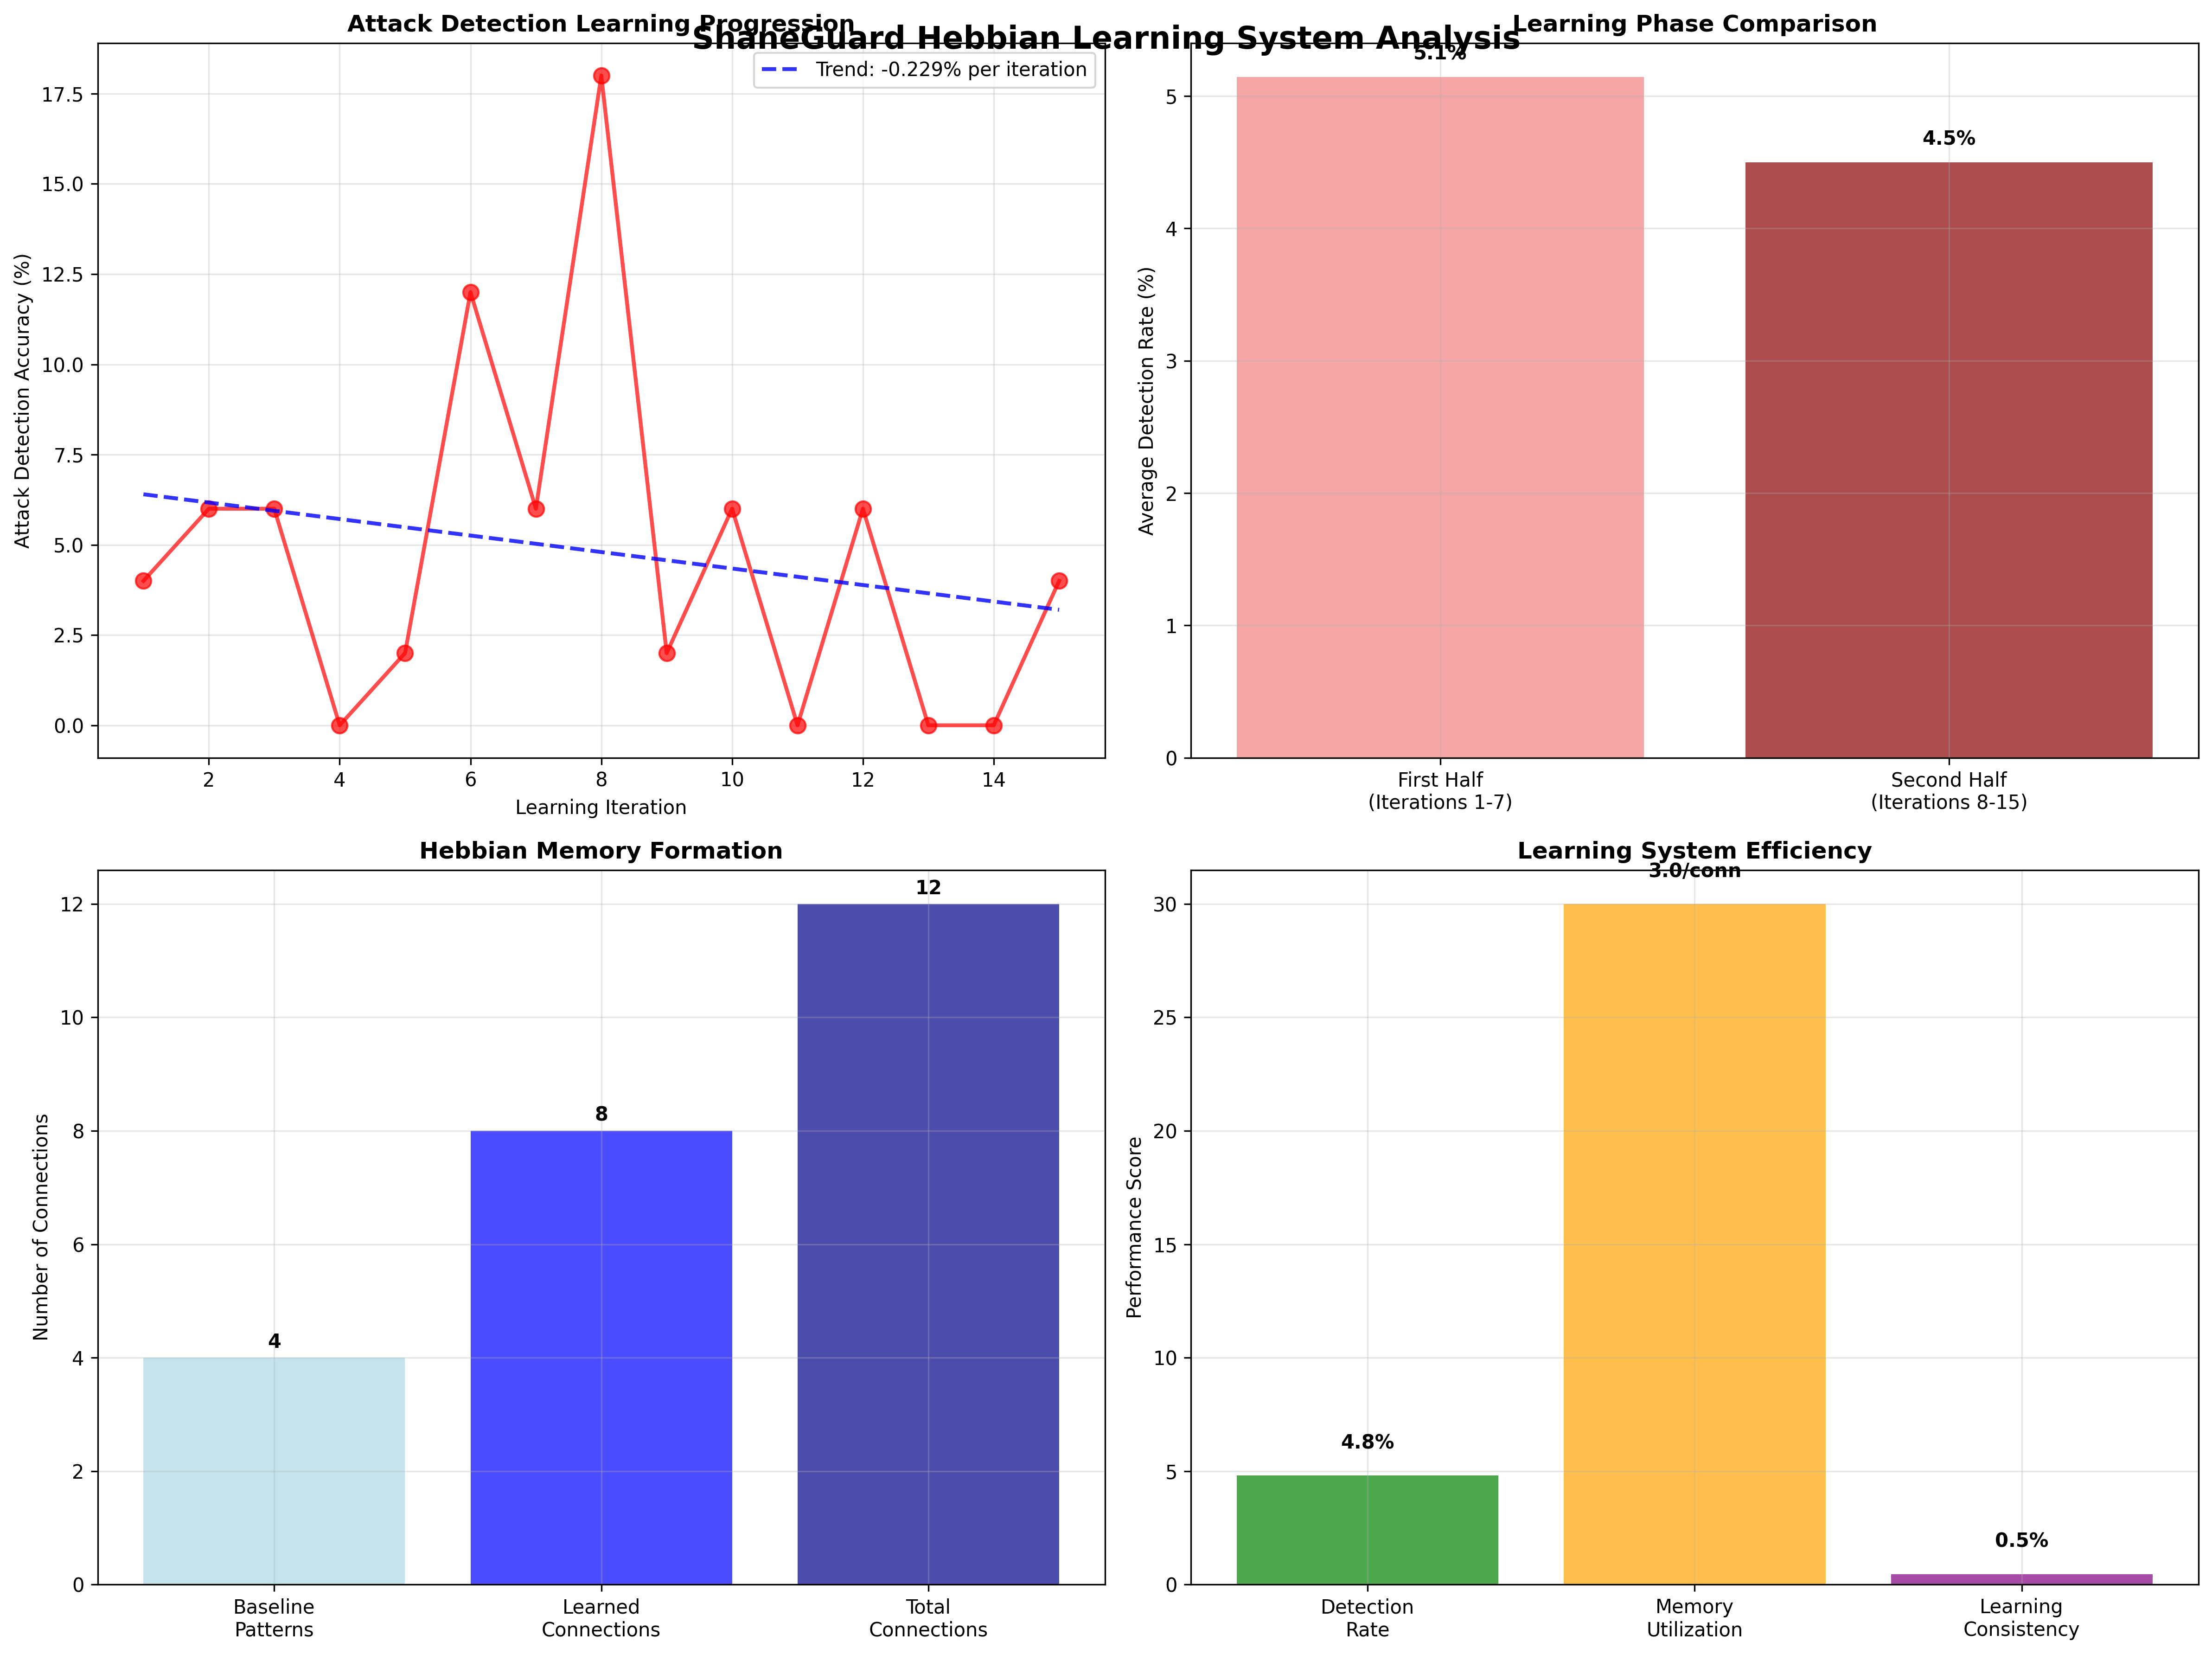 ShaneGuard Hebbian Learning System Analysis
Attack Detection Learning Progression
Trend: -0.229% per iteration
Attack Detection Accuracy (%)
17.5
15.0
12.5
10.0
7.5
5.0
2.5
0.0
2 4 6 8 10 12 14
Learning Iteration
Learning Phase Comparison
5.1%
4.5%
Average Detection Rate (%)
5
4
3
2
1
0
First Half
(Iterations 1-7)
Second Half
(Iterations 8-15)
Hebbian Memory Formation
12
8
4
Number of Connections
12
10
8
6
4
2
0
Baseline
Patterns
Learned
Connections
Total
Connections
Learning System Efficiency
3.0/conn
4.8%
0.5%
Performance Score
30
25
20
15
10
5
0
Detection
Rate
Memory
Utilization
Learning
Consistency